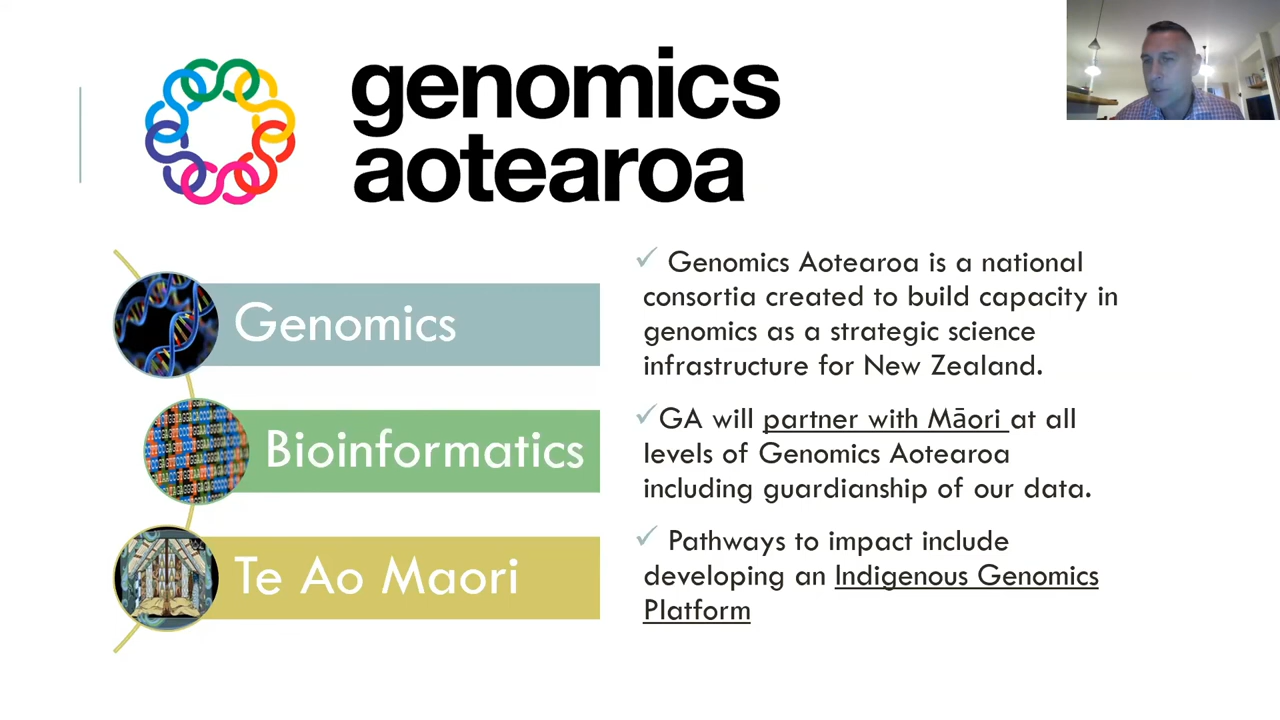 genomics
aotearoa
Genomics
Bioinformatics
Te Ao Maori
Genomics Aotearoa is a national
consortia created to build capacity in
genomics as a strategic science
infrastructure for New Zealand.
GA will partner with Māori at all
levels of Genomics Aotearoa
including guardianship of our data.
Pathways to impact include
developing an Indigenous Genomics
Platform